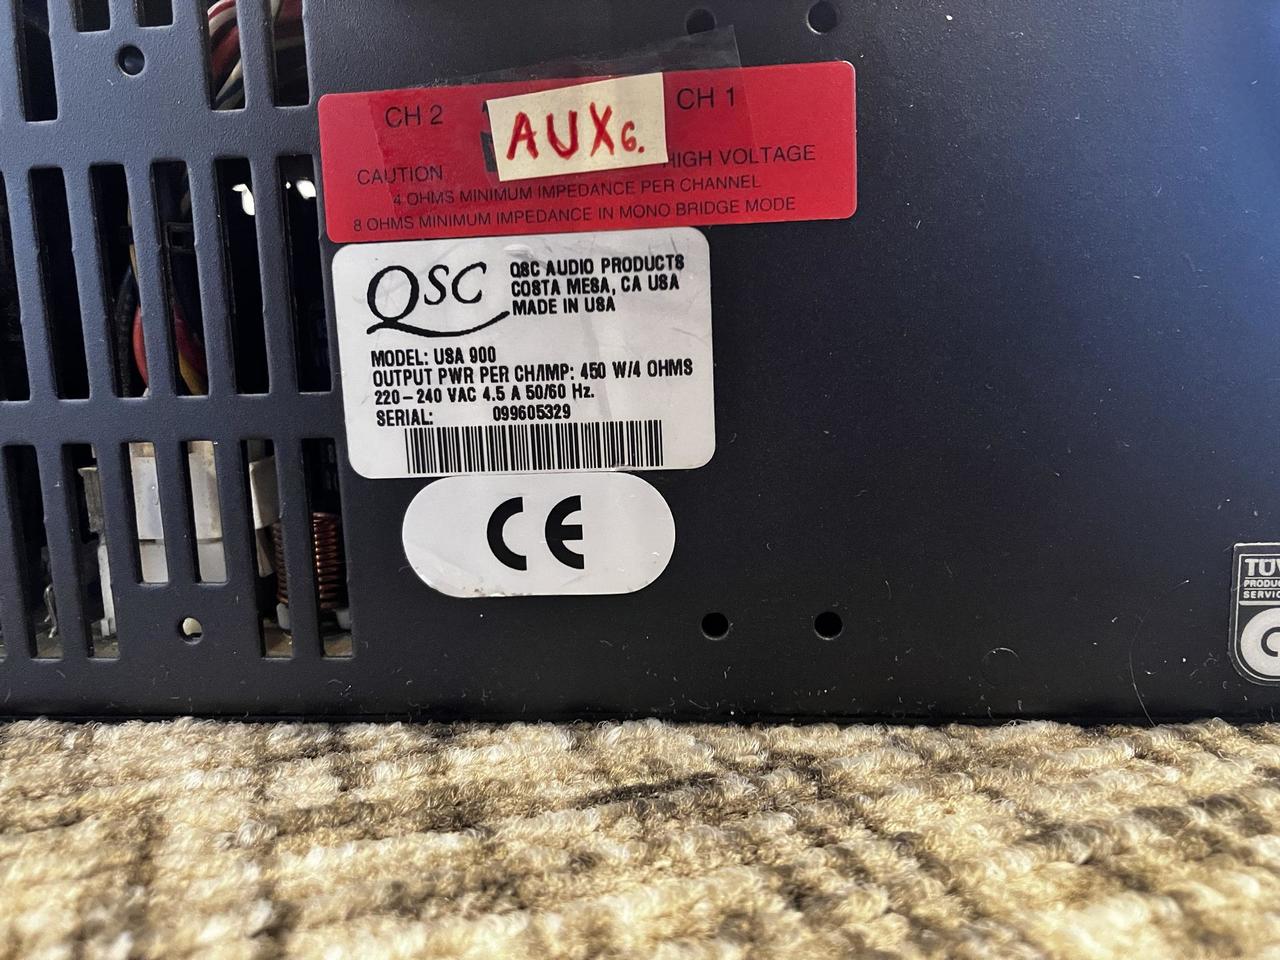 CH 2
AUX6.
CH 1
CAUTION
HIGH VOLTAGE
4 OHMS MINIMUM IMPEDANCE PER CHANNEL
8 OHMS MINIMUM IMPEDANCE IN MONO BRIDGE MODE
QSC
QSC AUDIO PRODUCTS
COSTA MESA, CA USA
MADE IN USA
MODEL: USA 900
OUTPUT PWR PER CH/IMP: 450 W/4 OHMS
220-240 VAC 4.5 A 50/60 Hz.
SERIAL: 099605329
CE
TÜV